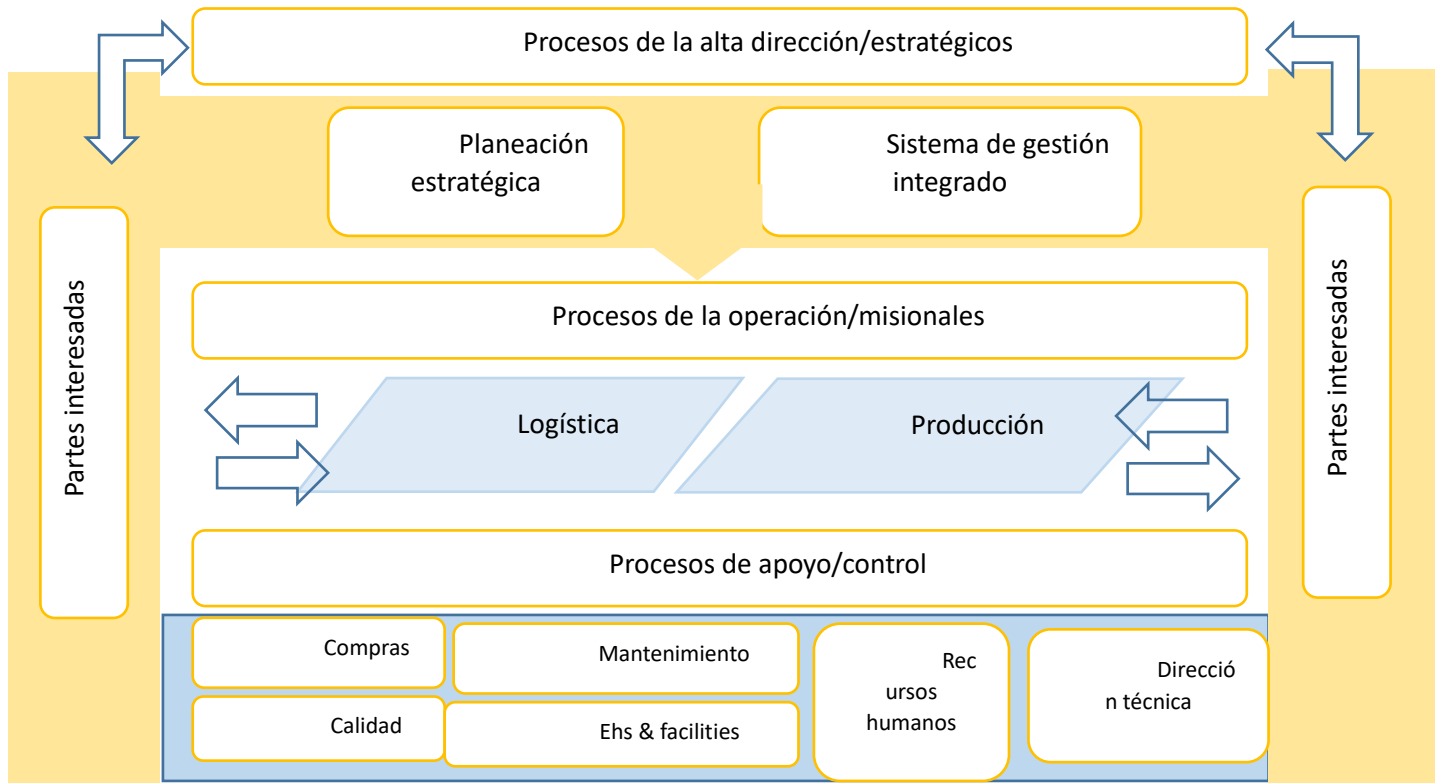 Procesos de la alta dirección/estratégicos
Planeación
estratégica
Sistema de gestión
integrado
Partes interesadas
Partes interesadas
Procesos de la operación/misionales
Logística
Producción
Procesos de apoyo/control
Compras
Mantenimiento
Rec
ursos
humanos
Direcció
n técnica
Calidad
Ehs & facilities